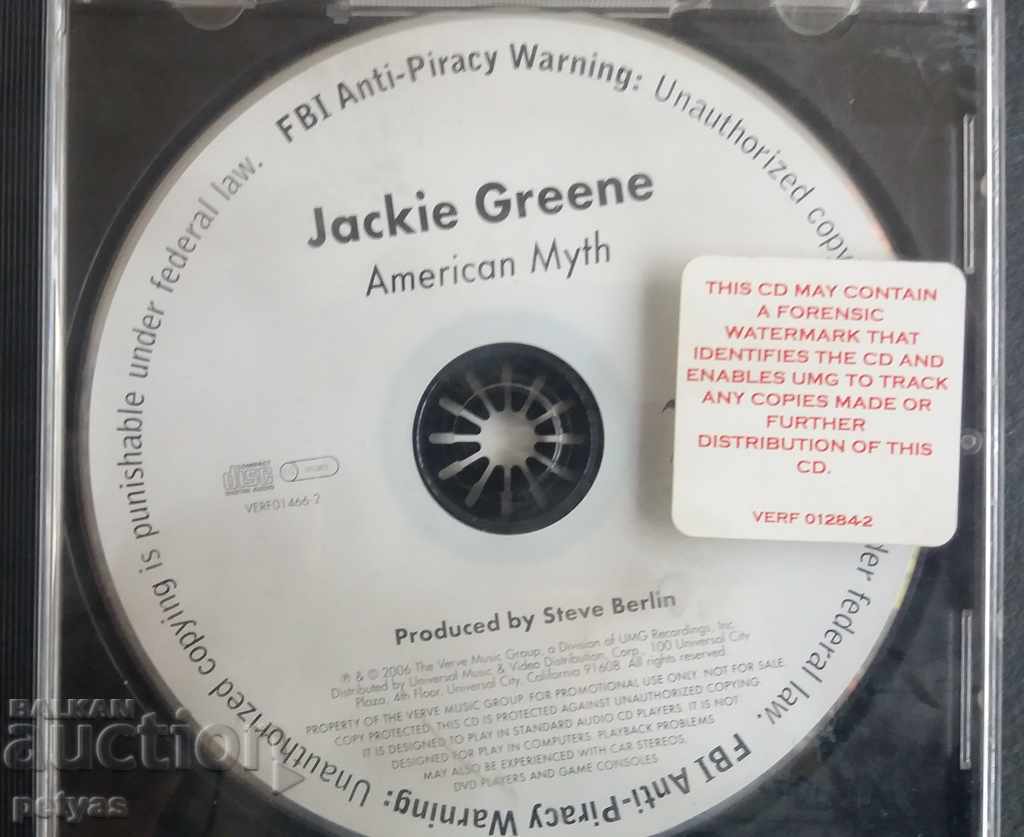 FBI Anti-Piracy Warning: Unauthorized copy
Jackie Greene
American Myth
THIS CD MAY CONTAIN
A FORENSIC
WATERMARK THAT
IDENTIFIES THE CD AND
ENABLES UMG TO TRACK
ANY COPIES MADE OR
FURTHER
DISTRIBUTION OF THIS
CD.
VERF 01284-2
COMPACT
disc
DIGITAL AUDIO
VERF01466-2
Produced by Steve Berlin
℗ & © 2006 The Verve Music Group, a Division of UMG Recordings, Inc.
Distributed by Universal Music & Video Distribution, Corp., 100 Universal City
Plaza, 4th Floor, Universal City, California 91608. All rights reserved.
PROPERTY OF THE VERVE MUSIC GROUP. FOR PROMOTIONAL USE ONLY. NOT FOR SALE.
COPY PROTECTED. THIS CD IS PROTECTED AGAINST UNAUTHORIZED COPYING.
IT IS DESIGNED TO PLAY IN STANDARD AUDIO CD PLAYERS. IT IS NOT
DESIGNED FOR PLAY IN COMPUTERS. PLAYBACK PROBLEMS
MAY ALSO BE EXPERIENCED WITH CAR STEREOS,
DVD PLAYERS AND GAME CONSOLES.
der federal law.
FBI Anti-Piracy Warning: Unauthorized copying is punishable under federal law.
BALKAN
auction
petyas